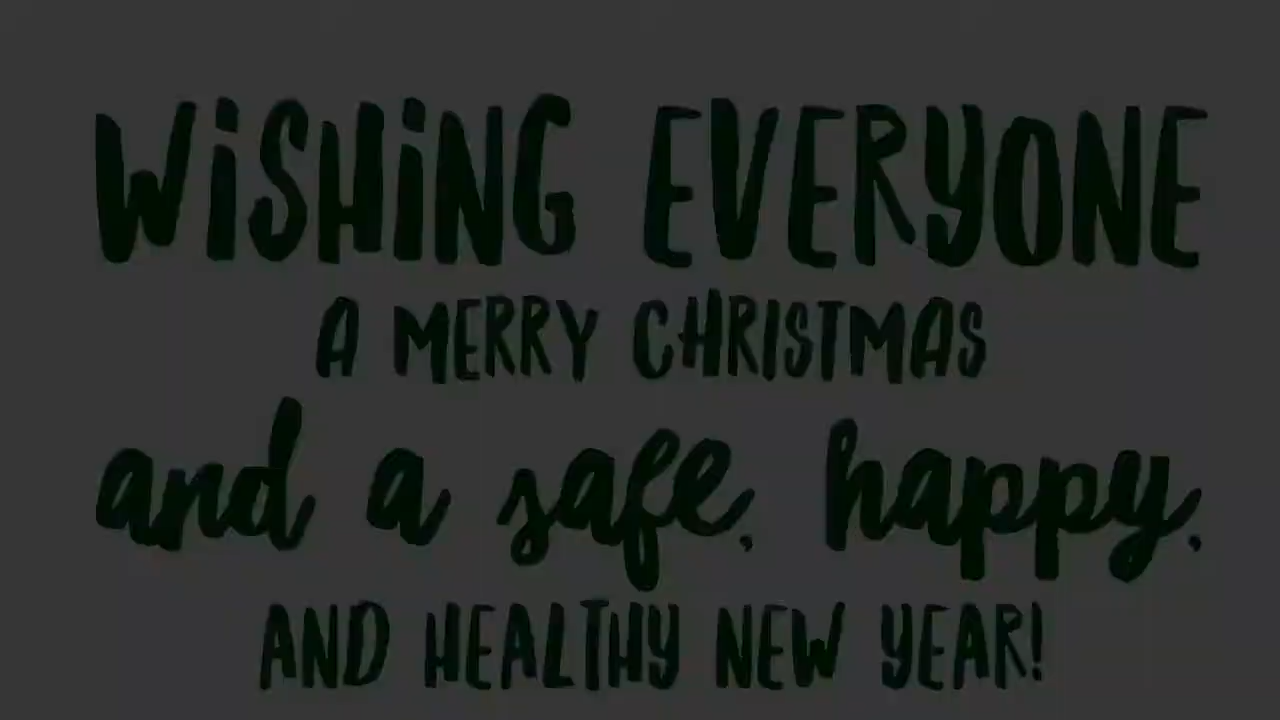 WiSHiNG EVERYONE
A MERRY CHRISTMAS
and a safe, happy,
AND HEALTHY NEW YEAR!